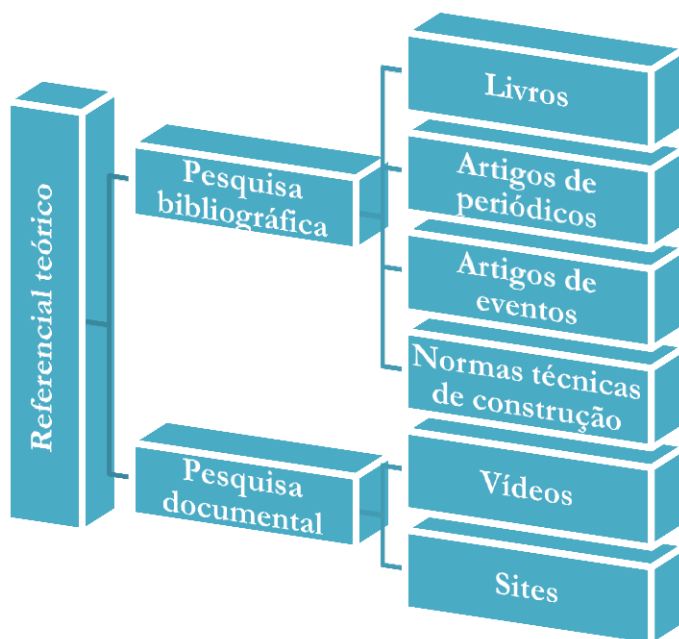 Referencial teórico
Pesquisa
bibliográfica
Livros
Artigos de
periódicos
Artigos de
eventos
Normas técnicas
de construção
Pesquisa
documental
Vídeos
Sites